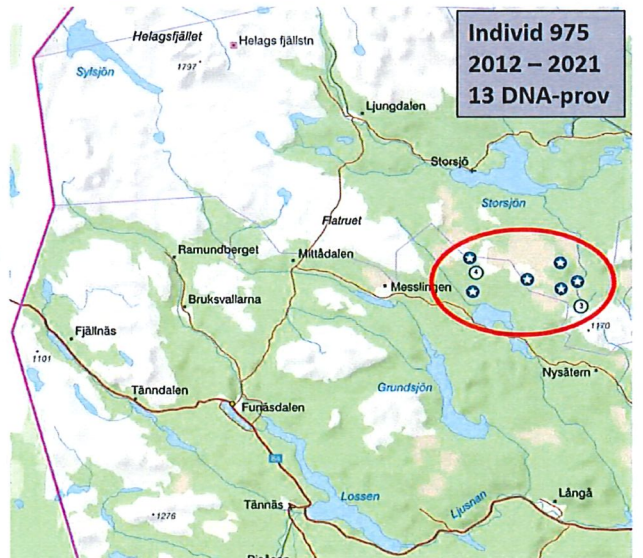 Individ 975
2012 – 2021
13 DNA-prov
Helagsfjället
Helags fjällstn
1797
Sylsjön
Ljungdalen
Storsjö
Storsjön
Flatruet
Ramundberget
Mittådalen
Messlingen
4
3
1170
Bruksvallarna
Fjällnäs
1101
Nysätern
Tänndalen
Grundsjön
Funäsdalen
84
Tännäs
Lossen
Ljusnan
Långå
1276